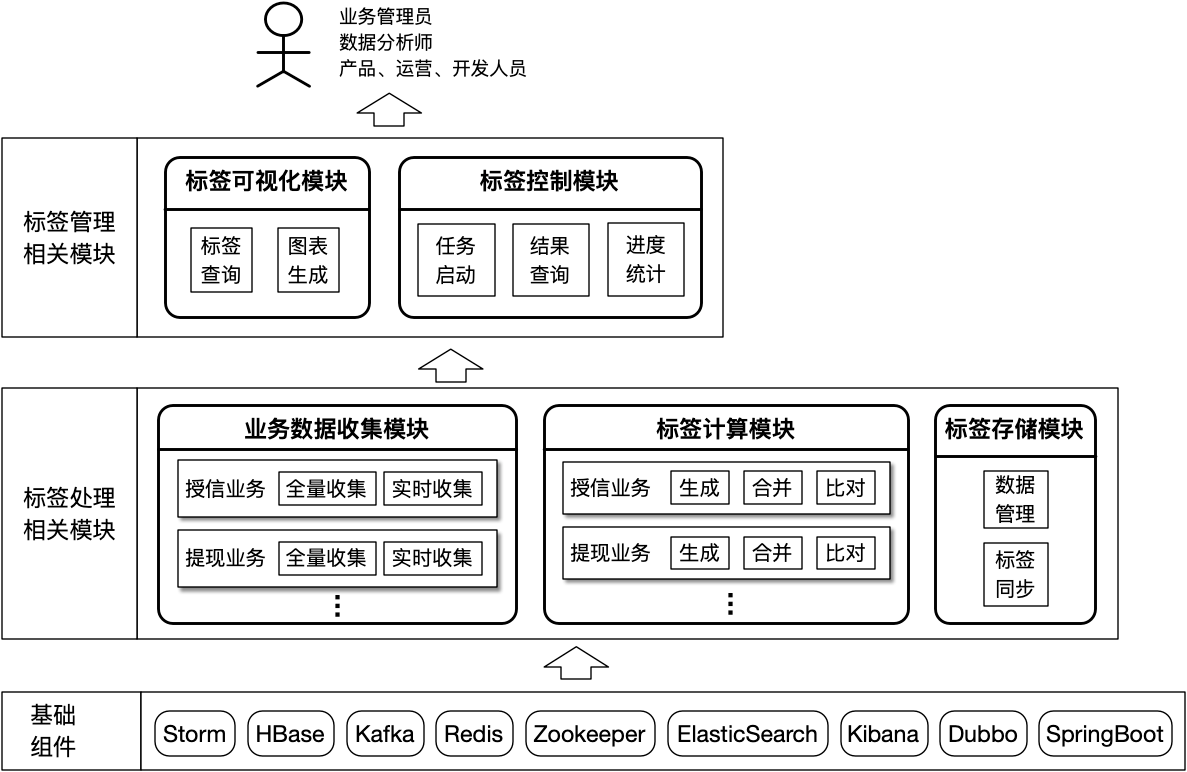 业务管理员
数据分析师
产品、运营、开发人员
标签管理
相关模块
标签可视化模块
标签
查询
图表
生成
标签控制模块
任务
启动
结果
查询
进度
统计
标签处理
相关模块
业务数据收集模块
授信业务 全量收集 实时收集
提现业务 全量收集 实时收集
标签计算模块
授信业务 生成 合并 比对
提现业务 生成 合并 比对
标签存储模块
数据
管理
标签
同步
基础
组件
Storm HBase Kafka Redis Zookeeper ElasticSearch Kibana Dubbo SpringBoot